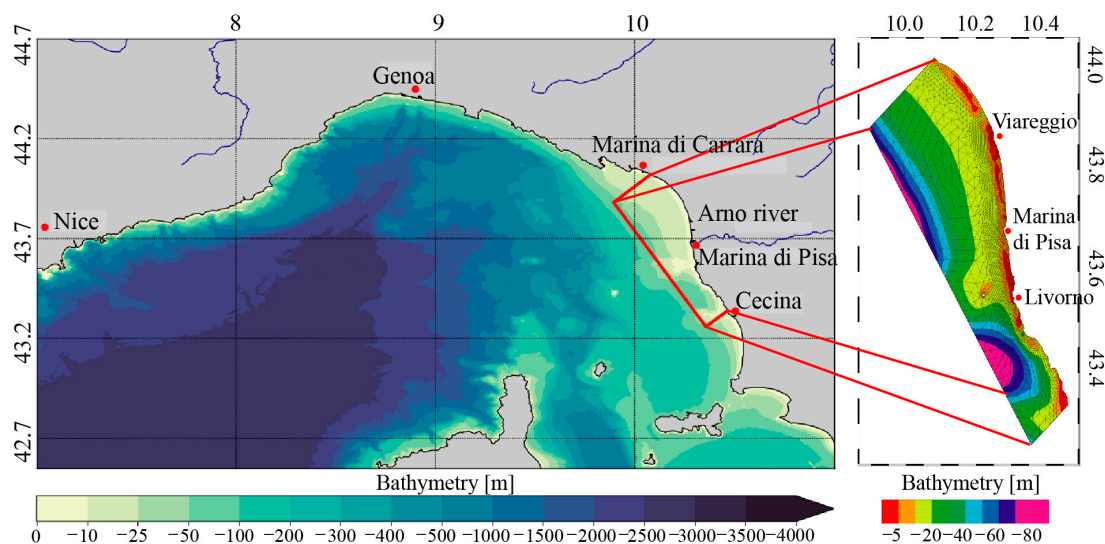 8 9 10
10.0 10.2 10.4
44.7
44.2
43.7
43.2
42.7
Genoa
Marina di Carrara
Nice
Arno river
Marina di Pisa
Cecina
44.0
43.8
43.6
43.4
Viareggio
Marina
di Pisa
Livorno
Bathymetry [m]
0 −10 −25 −50 −100 −200 −500 −1000 −1500 −2000 −2500 −3000 −3500 −4000
Bathymetry [m]
−5 −20 −40 −60 −80